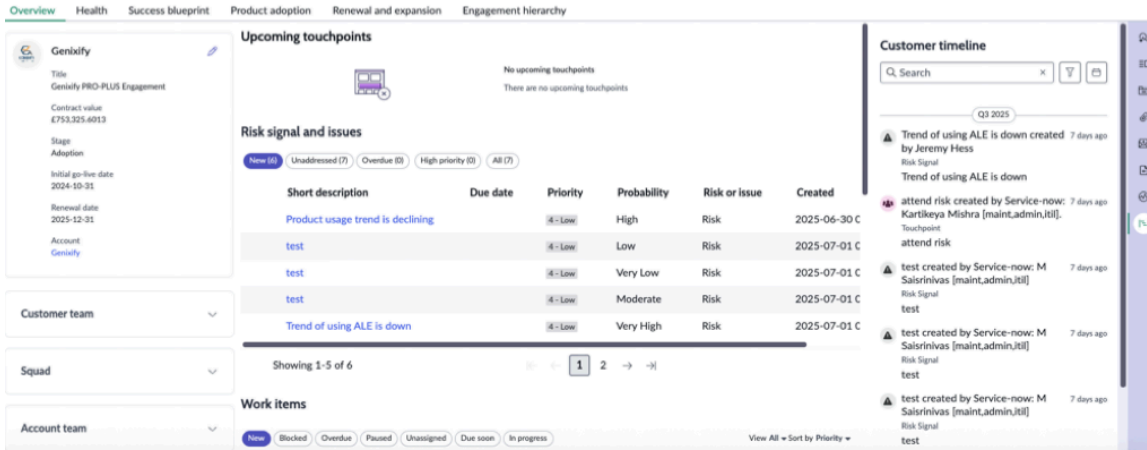 Overview Health Success blueprint Product adoption Renewal and expansion Engagement hierarchy
Genixify
Title
Genixify PRO-PLUS Engagement
Contract value
£753,325.6013
Stage
Adoption
Initial go-live date
2024-10-31
Renewal date
2025-12-31
Account
Genixify
Customer team
Squad
Account team
Upcoming touchpoints
No upcoming touchpoints
There are no upcoming touchpoints
Risk signal and issues
New (6) Unaddressed (7) Overdue (0) High priority (0) All (7)
Short description Due date Priority Probability Risk or issue Created
Product usage trend is declining 4 - Low High Risk 2025-06-30 0
test 4 - Low Low Risk 2025-07-01 0
test 4 - Low Very Low Risk 2025-07-01 0
test 4 - Low Moderate Risk 2025-07-01 0
Trend of using ALE is down 4 - Low Very High Risk 2025-07-01 0
Showing 1-5 of 6 1 2
Work items
New Blocked Overdue Paused Unassigned Due soon In progress View All Sort by Priority
Customer timeline
Search
Q3 2025
Trend of using ALE is down created 7 days ago
by Jeremy Hess
Risk Signal
Trend of using ALE is down
attend risk created by Service-now: 7 days ago
Kartikeya Mishra [maint,admin,itil].
Touchpoint
attend risk
test created by Service-now: M 7 days ago
Saisrinivas [maint,admin,itil]
Risk Signal
test
test created by Service-now: M 7 days ago
Saisrinivas [maint,admin,itil]
Risk Signal
test
test created by Service-now: M 7 days ago
Saisrinivas [maint,admin,itil]
Risk Signal
test